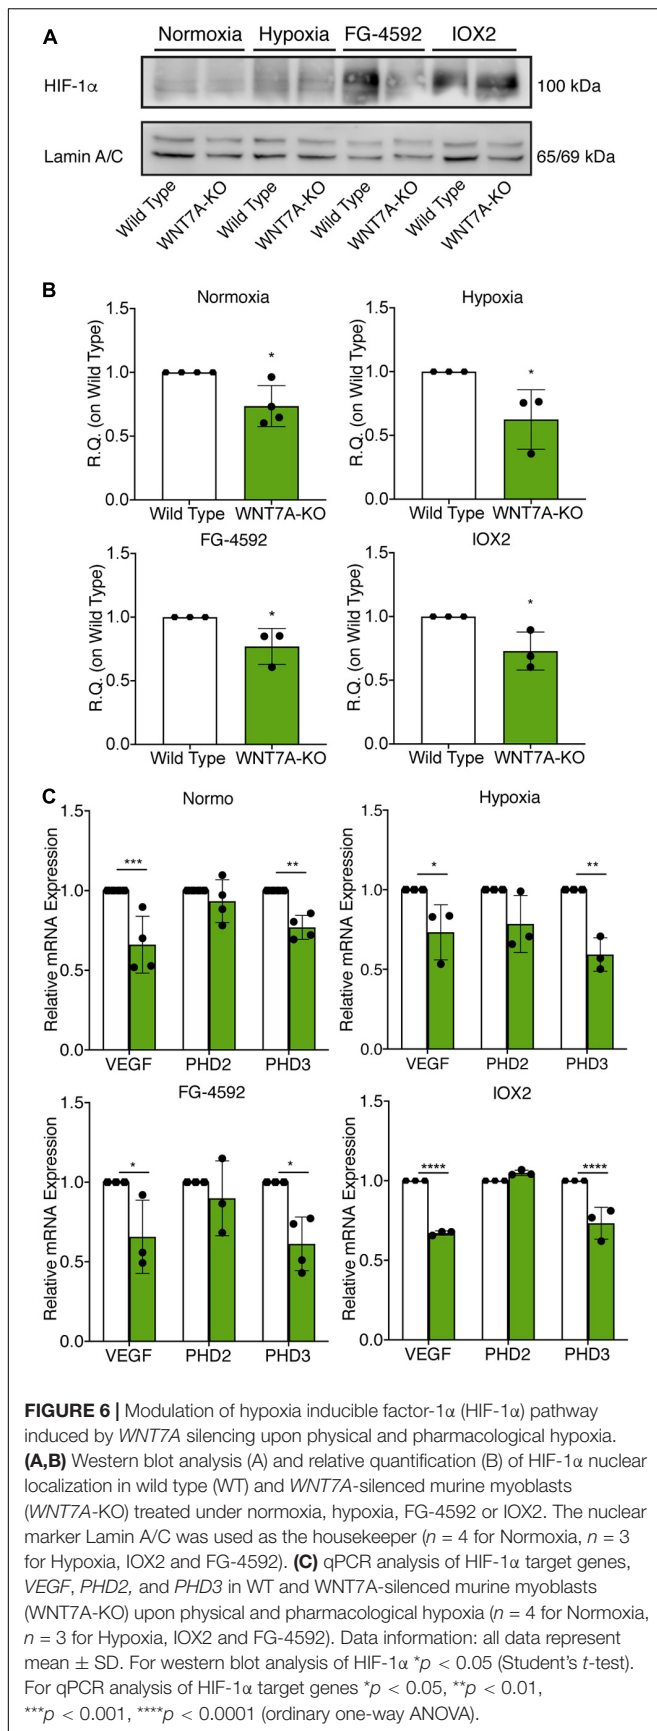 A
Normoxia Hypoxia FG-4592 IOX2
HIF-1α 100 kDa
Lamin A/C 65/69 kDa
Wild Type WNT7A-KO Wild Type WNT7A-KO Wild Type WNT7A-KO Wild Type WNT7A-KO
B
Normoxia
R.Q. (on Wild Type)
1.5
1.0
0.5
0.0
*
Wild Type WNT7A-KO
Hypoxia
R.Q. (on Wild Type)
1.5
1.0
0.5
0.0
*
Wild Type WNT7A-KO
FG-4592
R.Q. (on Wild Type)
1.5
1.0
0.5
0.0
*
Wild Type WNT7A-KO
IOX2
R.Q. (on Wild Type)
1.5
1.0
0.5
0.0
*
Wild Type WNT7A-KO
C
Normo
Relative mRNA Expression
1.5
1.0
0.5
0.0
*** **
VEGF PHD2 PHD3
Hypoxia
Relative mRNA Expression
1.5
1.0
0.5
0.0
* **
VEGF PHD2 PHD3
FG-4592
Relative mRNA Expression
1.5
1.0
0.5
0.0
* *
VEGF PHD2 PHD3
IOX2
Relative mRNA Expression
1.5
1.0
0.5
0.0
**** ****
VEGF PHD2 PHD3
FIGURE 6 | Modulation of hypoxia inducible factor-1α (HIF-1α) pathway
induced by WNT7A silencing upon physical and pharmacological hypoxia.
(A,B) Western blot analysis (A) and relative quantification (B) of HIF-1α nuclear
localization in wild type (WT) and WNT7A-silenced murine myoblasts
(WNT7A-KO) treated under normoxia, hypoxia, FG-4592 or IOX2. The nuclear
marker Lamin A/C was used as the housekeeper (n = 4 for Normoxia, n = 3
for Hypoxia, IOX2 and FG-4592). (C) qPCR analysis of HIF-1α target genes,
VEGF, PHD2, and PHD3 in WT and WNT7A-silenced murine myoblasts
(WNT7A-KO) upon physical and pharmacological hypoxia (n = 4 for Normoxia,
n = 3 for Hypoxia, IOX2 and FG-4592). Data information: all data represent
mean ± SD. For western blot analysis of HIF-1α *p < 0.05 (Student's t-test).
For qPCR analysis of HIF-1α target genes *p < 0.05, **p < 0.01,
***p < 0.001, ****p < 0.0001 (ordinary one-way ANOVA).